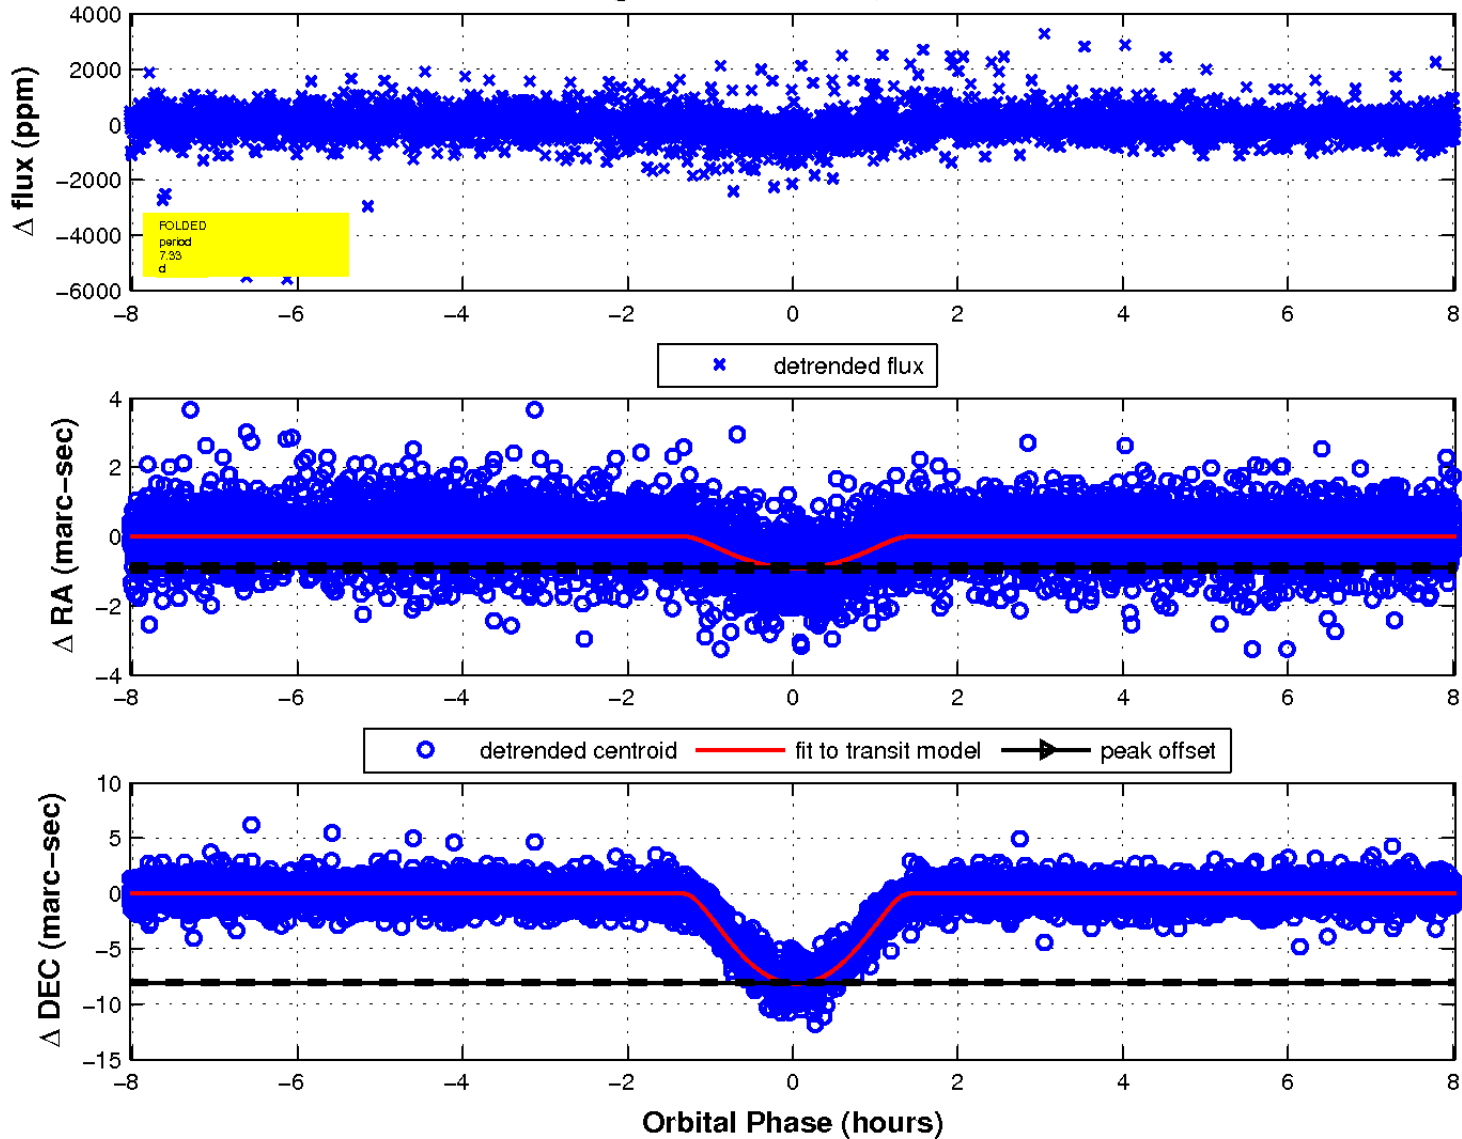 4000
2000
0
−2000
−4000
−6000
Δ flux (ppm)
FOLDED
period
7.33
d
−8 −6 −4 −2 0 2 4 6 8
detrended flux
4
2
0
−2
−4
Δ RA (marc−sec)
−8 −6 −4 −2 0 2 4 6 8
detrended centroid fit to transit model peak offset
10
5
0
−5
−10
−15
Δ DEC (marc−sec)
−8 −6 −4 −2 0 2 4 6 8
Orbital Phase (hours)